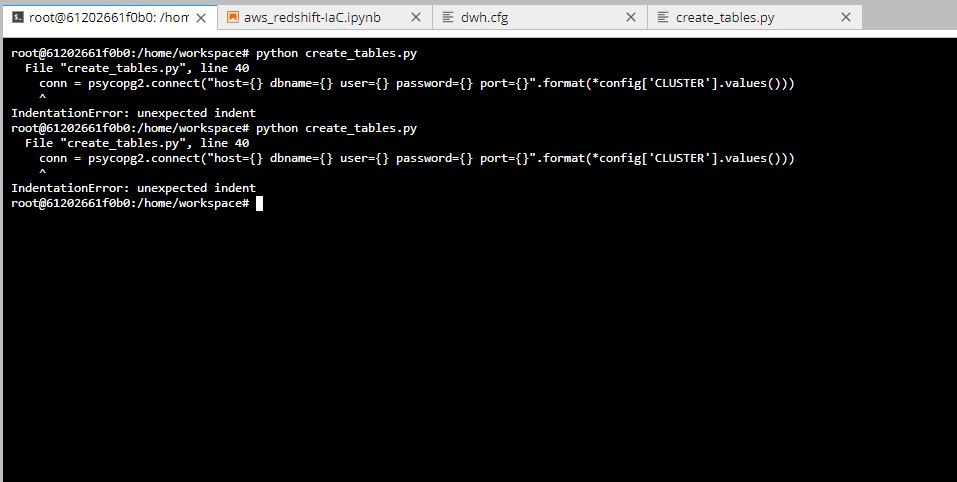 root@61202661f0b0: /hom
aws_redshift-IaC.ipynb
dwh.cfg
create_tables.py
root@61202661f0b0:/home/workspace# python create_tables.py
  File "create_tables.py", line 40
    conn = psycopg2.connect("host={} dbname={} user={} password={} port={}".format(*config['CLUSTER'].values()))
    ^
IndentationError: unexpected indent
root@61202661f0b0:/home/workspace# python create_tables.py
  File "create_tables.py", line 40
    conn = psycopg2.connect("host={} dbname={} user={} password={} port={}".format(*config['CLUSTER'].values()))
    ^
IndentationError: unexpected indent
root@61202661f0b0:/home/workspace#